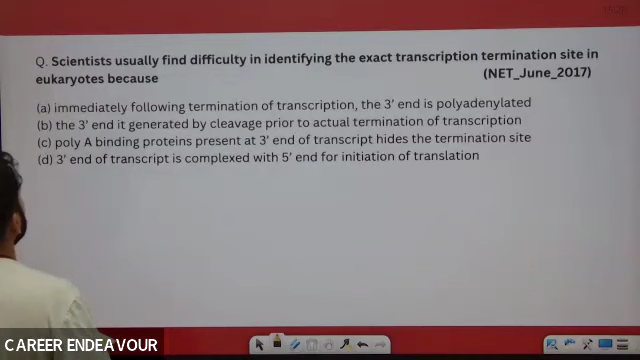 Q. Scientists usually find difficulty in identifying the exact transcription termination site in
eukaryotes because (NET_June_2017)
(a) immediately following termination of transcription, the 3' end is polyadenylated
(b) the 3' end it generated by cleavage prior to actual termination of transcription
(c) poly A binding proteins present at 3' end of transcript hides the termination site
(d) 3' end of transcript is complexed with 5' end for initiation of translation
CAREER ENDEAVOUR